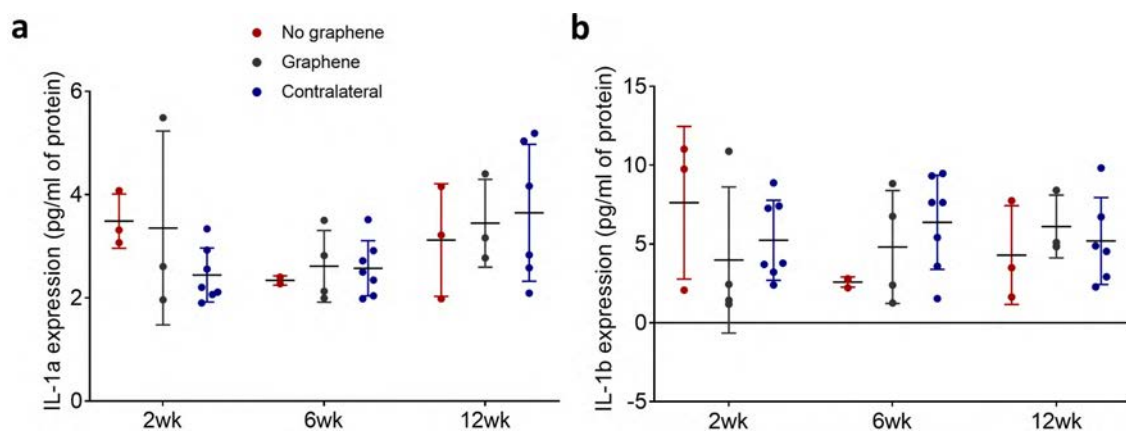 a
No graphene
Graphene
Contralateral
IL-1a expression (pg/ml of protein)
6
4
2
0
2wk 6wk 12wk
b
IL-1b expression (pg/ml of protein)
15
10
5
0
-5
2wk 6wk 12wk